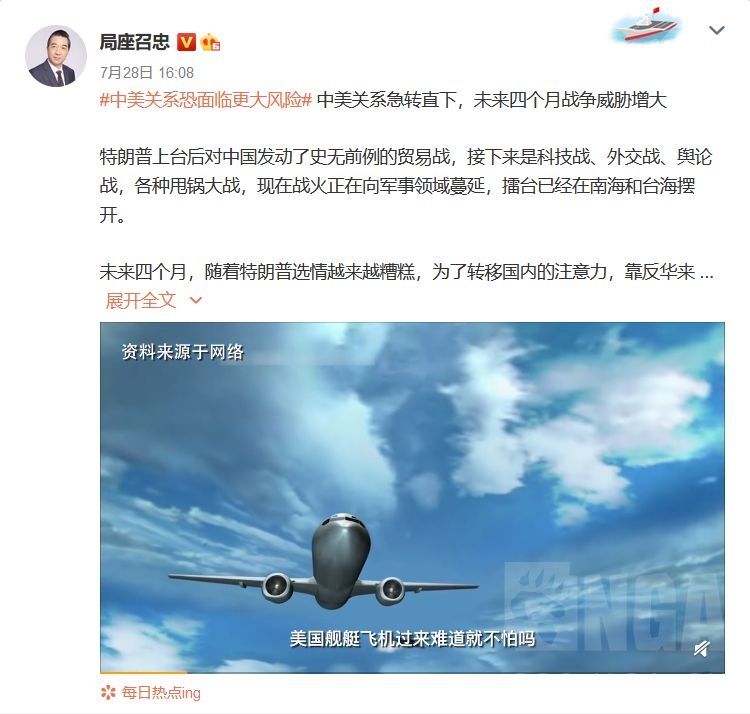 局座召忠
7月28日 16:08
#中美关系恐面临更大风险# 中美关系急转直下，未来四个月战争威胁增大
特朗普上台后对中国发动了史无前例的贸易战，接下来是科技战、外交战、舆论
战，各种甩锅大战，现在战火正在向军事领域蔓延，擂台已经在南海和台海摆
开。
未来四个月，随着特朗普选情越来越糟糕，为了转移国内的注意力，靠反华来 ...
展开全文
资料来源于网络
NGA
美国舰艇飞机过来难道就不怕吗
每日热点ing